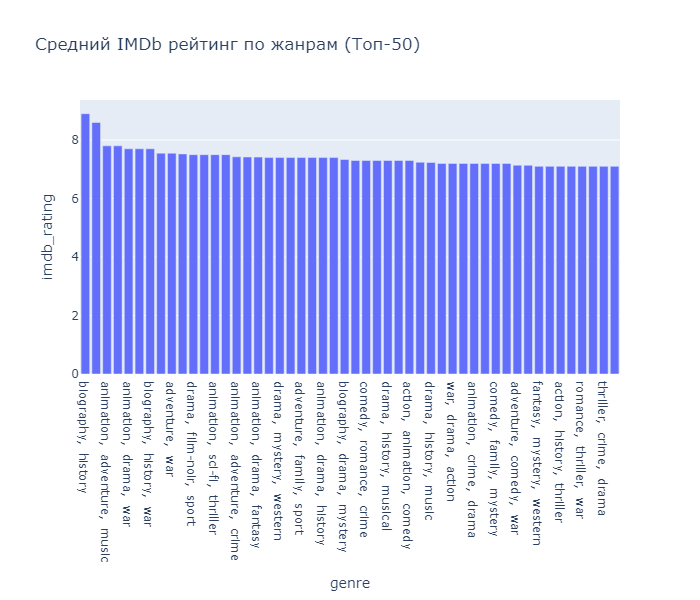 Средний IMDb рейтинг по жанрам (Топ-50)
imdb_rating
8
6
4
2
0
biography, history
animation, adventure, music
animation, drama, war
biography, history, war
adventure, war
drama, film-noir, sport
animation, sci-fi, thriller
animation, adventure, crime
animation, drama, fantasy
drama, mystery, western
adventure, family, sport
animation, drama, history
biography, drama, mystery
comedy, romance, crime
drama, history, musical
action, animation, comedy
drama, history, music
war, drama, action
animation, crime, drama
comedy, family, mystery
adventure, comedy, war
fantasy, mystery, western
action, history, thriller
romance, thriller, war
thriller, crime, drama
genre